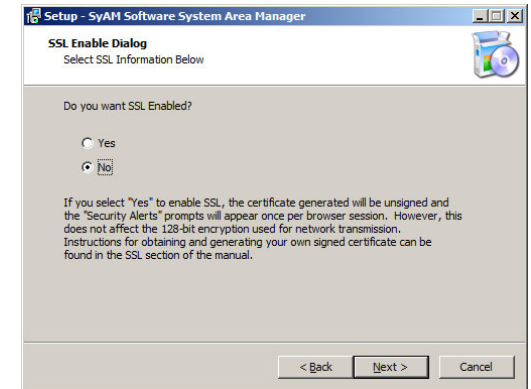 Setup - SyAM Software System Area Manager
SSL Enable Dialog
Select SSL Information Below
Do you want SSL Enabled?
Yes
No
If you select "Yes" to enable SSL, the certificate generated will be unsigned and
the "Security Alerts" prompts will appear once per browser session. However, this
does not affect the 128-bit encryption used for network transmission.
Instructions for obtaining and generating your own signed certificate can be
found in the SSL section of the manual.
< Back Next > Cancel